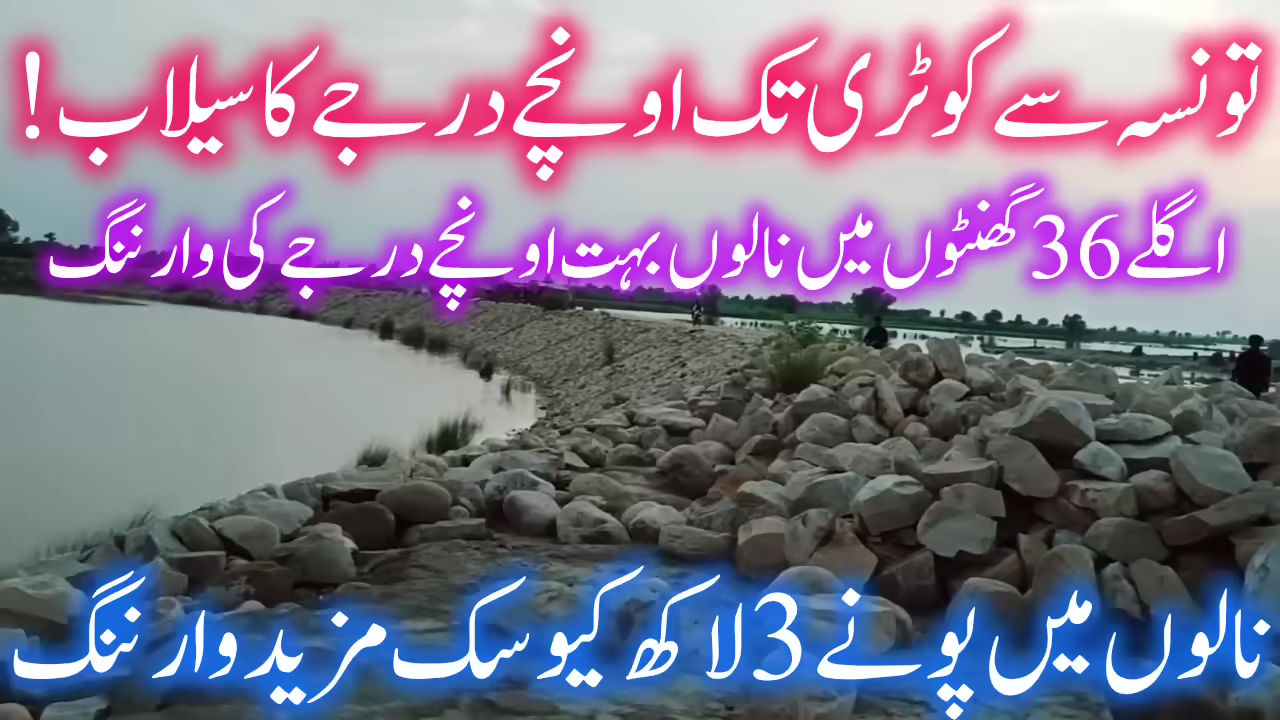 تونسہ سے کوٹری تک اونچے درجے کا سیلاب!
اگلے 36 گھنٹوں میں نالوں بہت اونچے درجے کی وارننگ
نالوں میں پونے 3 لاکھ کیوسک مزید وارننگ